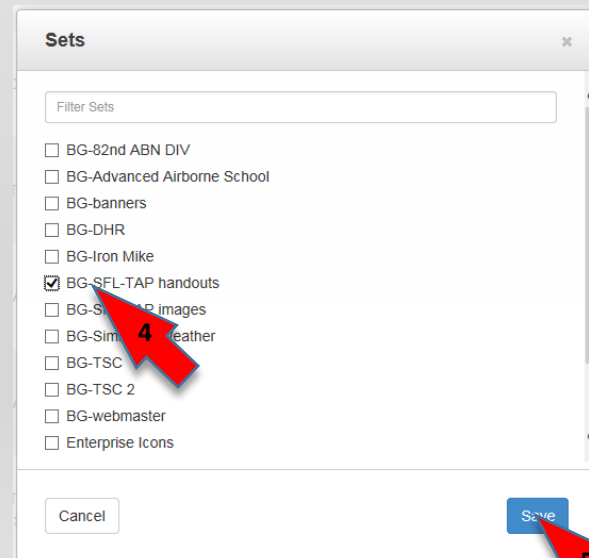 Sets
×
Filter Sets
BG-82nd ABN DIV
BG-Advanced Airborne School
BG-banners
BG-DHR
BG-Iron Mike
BG-SFL-TAP handouts
images
4
BG-TSC
BG-TSC 2
BG-webmaster
Enterprise Icons
Cancel
Save